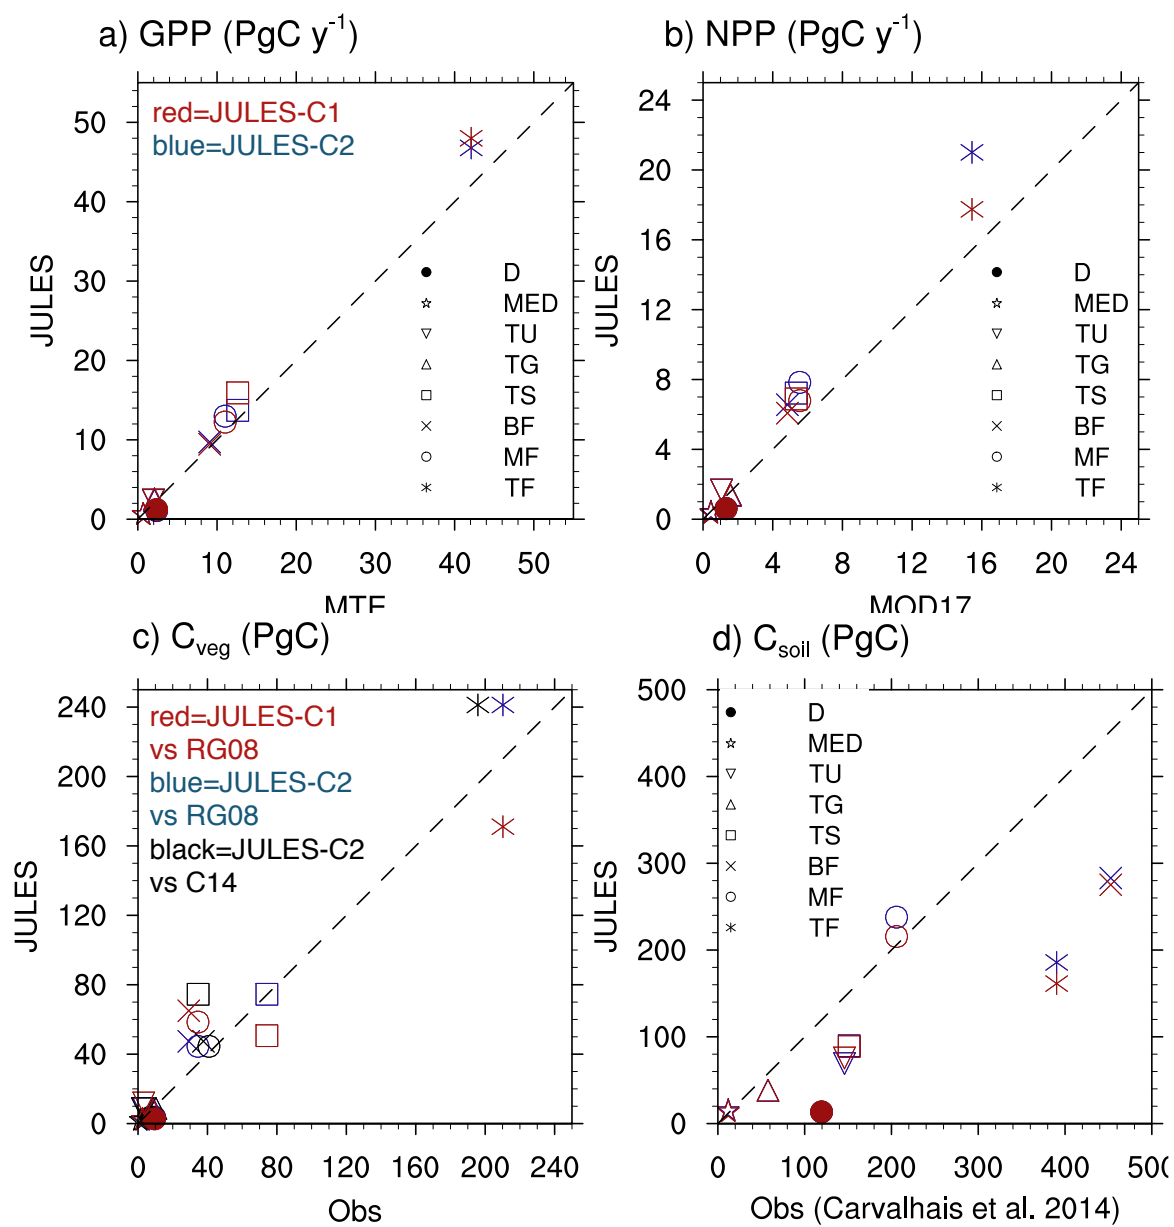 a) GPP (PgC y⁻¹)
red=JULES-C1
blue=JULES-C2
JULES
50
40
30
20
10
0
0 10 20 30 40 50
MTE
D
MED
TU
TG
TS
BF
MF
TF
b) NPP (PgC y⁻¹)
JULES
24
20
16
12
8
4
0
0 4 8 12 16 20 24
MOD17
D
MED
TU
TG
TS
BF
MF
TF
c) Cveg (PgC)
red=JULES-C1
vs RG08
blue=JULES-C2
vs RG08
black=JULES-C2
vs C14
JULES
240
200
160
120
80
40
0
0 40 80 120 160 200 240
Obs
d) Csoil (PgC)
JULES
500
400
300
200
100
0
0 100 200 300 400 500
Obs (Carvalhais et al. 2014)
D
MED
TU
TG
TS
BF
MF
TF